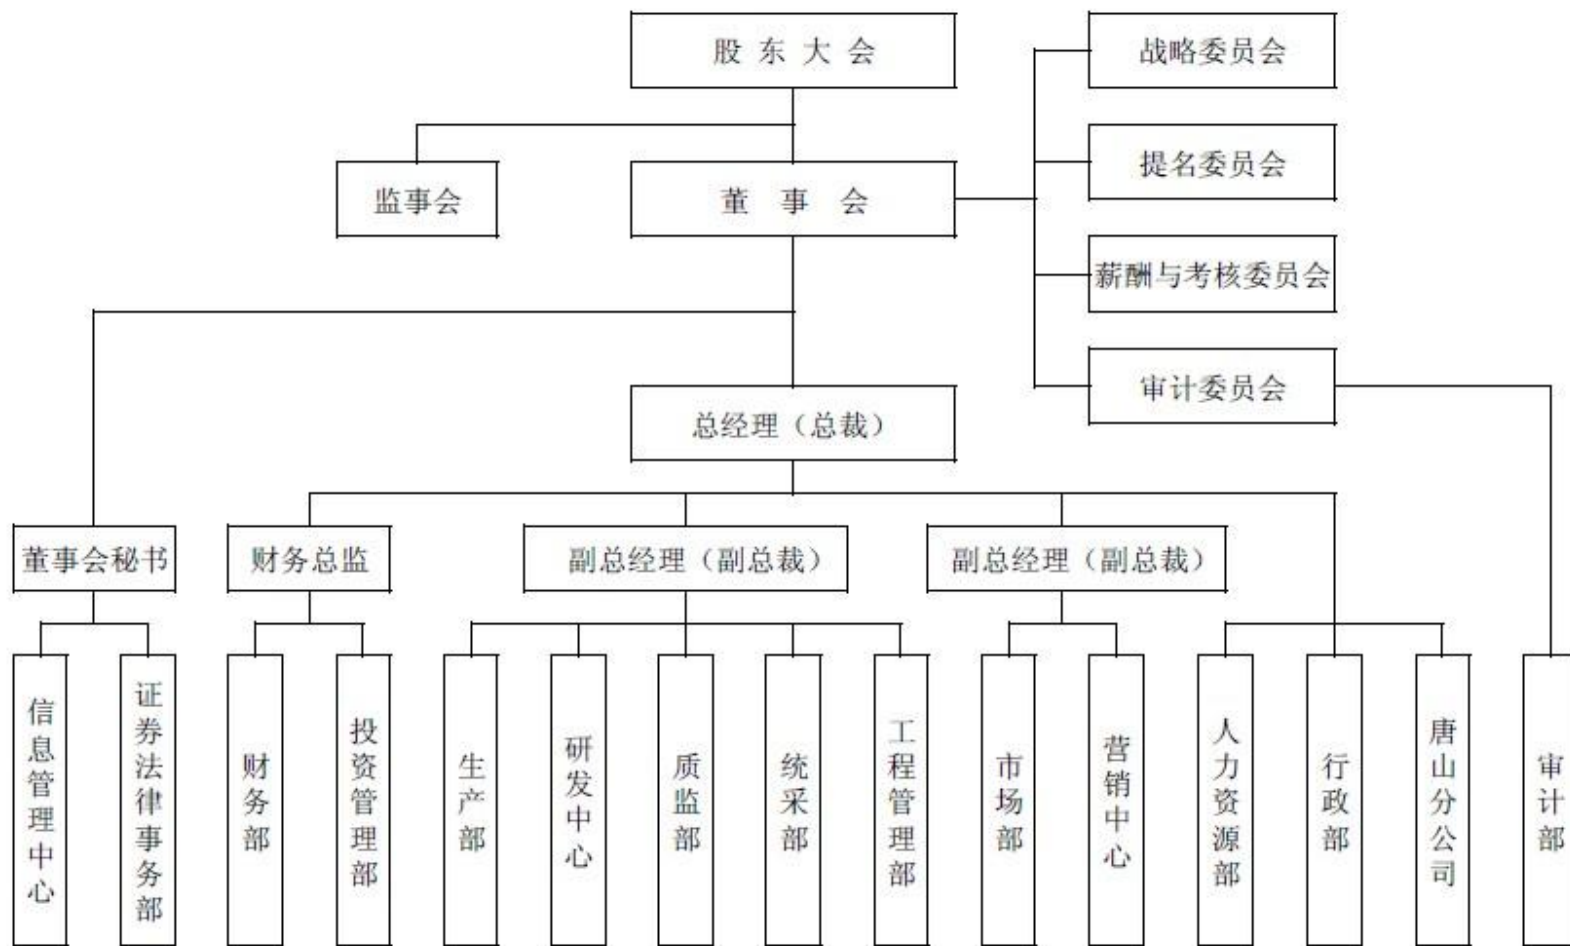 股东大会
战略委员会
提名委员会
监事会
董事会
薪酬与考核委员会
审计委员会
总经理（总裁）
董事会秘书
财务总监
副总经理（副总裁）
副总经理（副总裁）
信息管理中心
证券法律事务部
财务部
投资管理部
生产部
研发中心
质监部
统采部
工程管理部
市场部
营销中心
人力资源部
行政部
唐山分公司
审计部